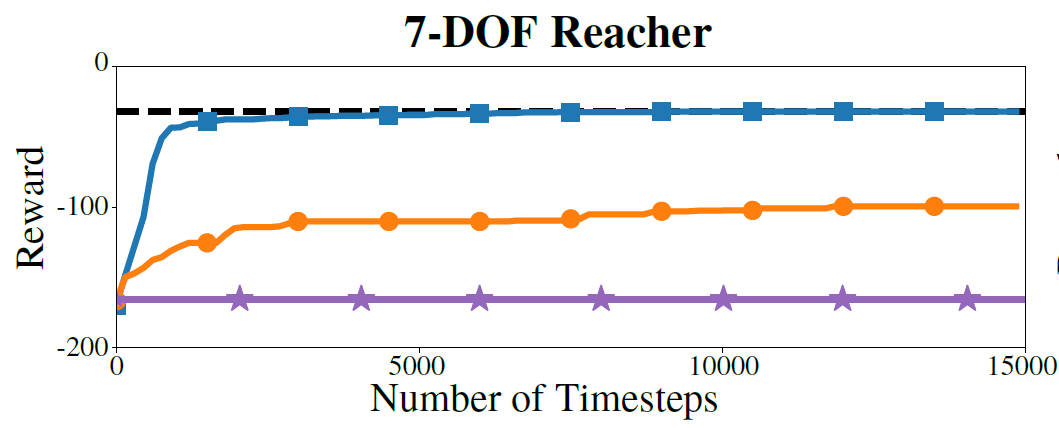 7-DOF Reacher
0
-100
-200
Reward
0 5000 10000 15000
Number of Timesteps